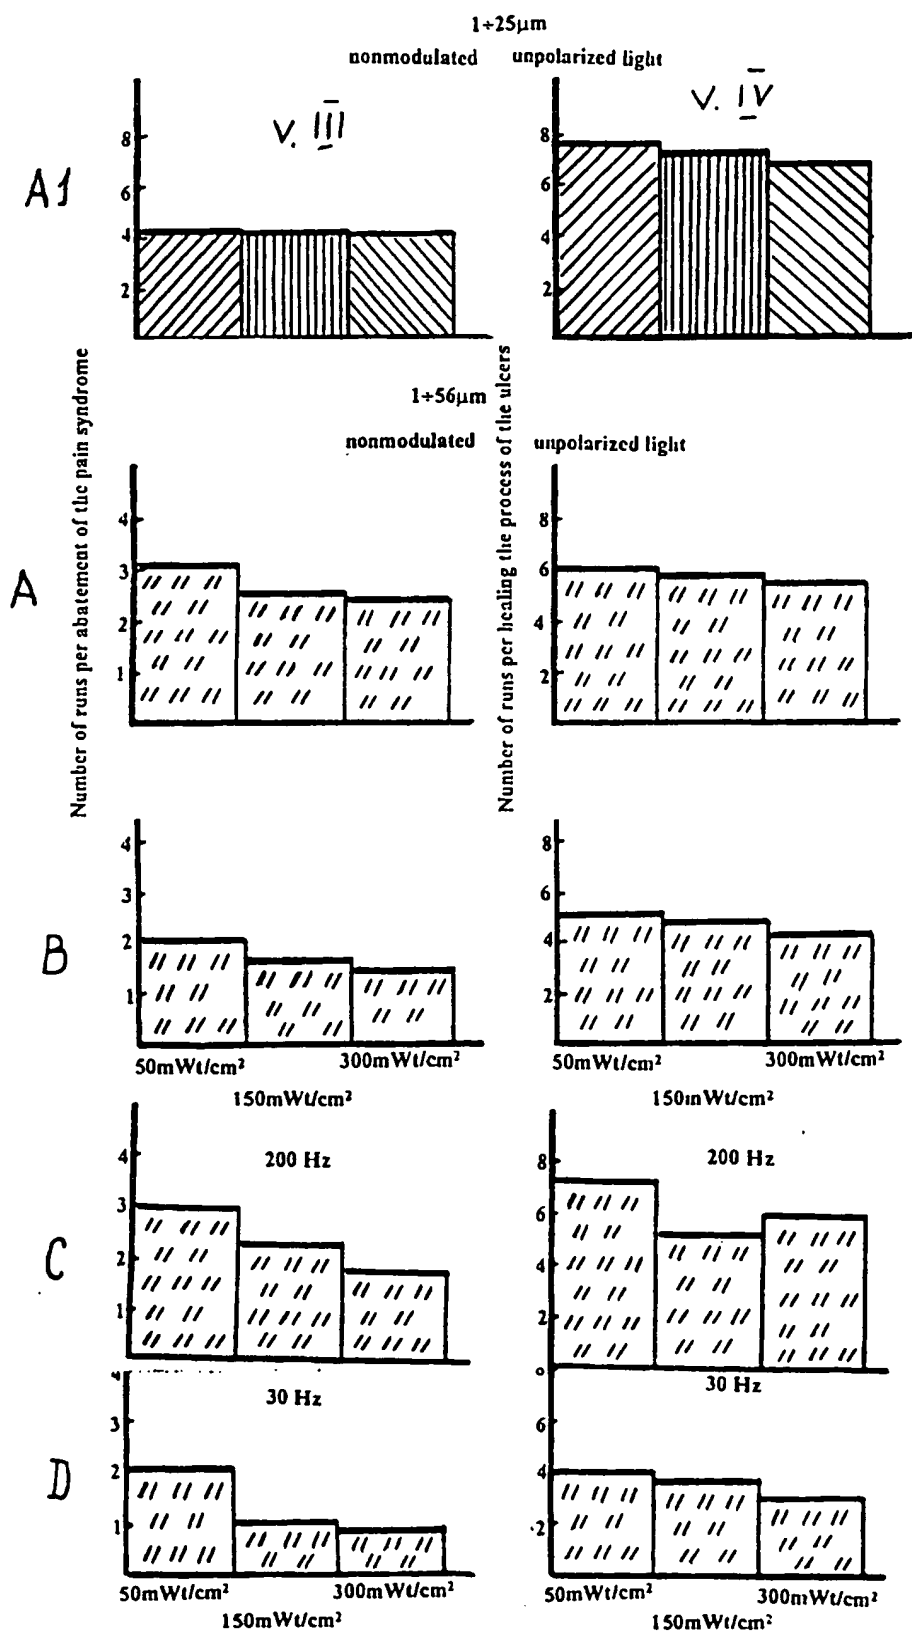 1÷25μm
nonmodulated unpolarized light
V. III
V. IV
A1
8
6
4
2
8
6
4
2
Number of runs per abatement of the pain syndrome
Number of runs per healing the process of the ulcers
1÷56μm
nonmodulated unpolarized light
A
4
3
2
1
8
6
4
2
B
4
3
2
1
8
6
4
2
50mWt/cm² 300mWt/cm² 50mWt/cm² 300mWt/cm²
150mWt/cm² 150mWt/cm²
C
200 Hz 200 Hz
4
3
2
1
8
6
4
2
0
D
30 Hz 30 Hz
4
3
2
1
6
4
2
50mWt/cm² 300mWt/cm² 50mWt/cm² 300mWt/cm²
150mWt/cm² 150mWt/cm²